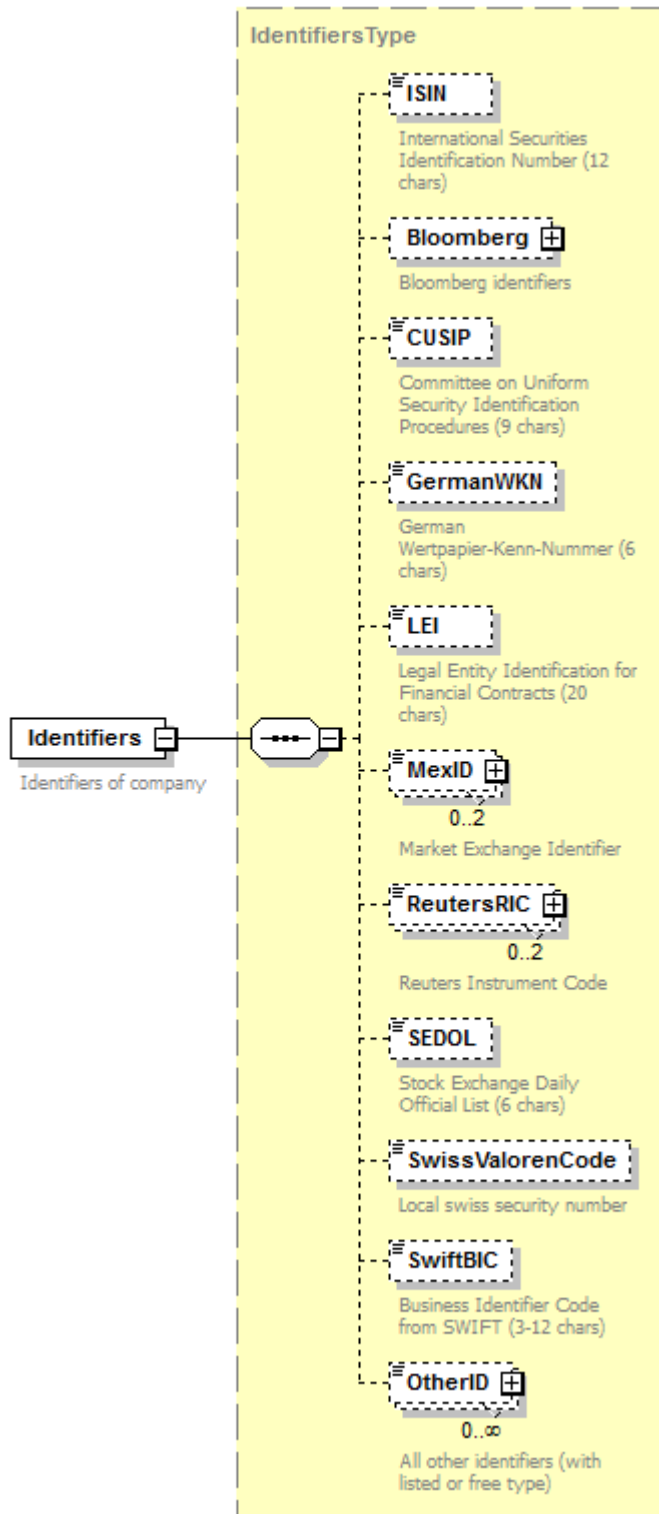 IdentifiersType
ISIN
International Securities
Identification Number (12
chars)
Bloomberg
Bloomberg identifiers
CUSIP
Committee on Uniform
Security Identification
Procedures (9 chars)
GermanWKN
German
Wertpapier-Kenn-Nummer (6
chars)
LEI
Legal Entity Identification for
Financial Contracts (20
chars)
Identifiers
Identifiers of company
MexID
0..2
Market Exchange Identifier
ReutersRIC
0..2
Reuters Instrument Code
SEDOL
Stock Exchange Daily
Official List (6 chars)
SwissValorenCode
Local swiss security number
SwiftBIC
Business Identifier Code
from SWIFT (3-12 chars)
OtherID
0..∞
All other identifiers (with
listed or free type)